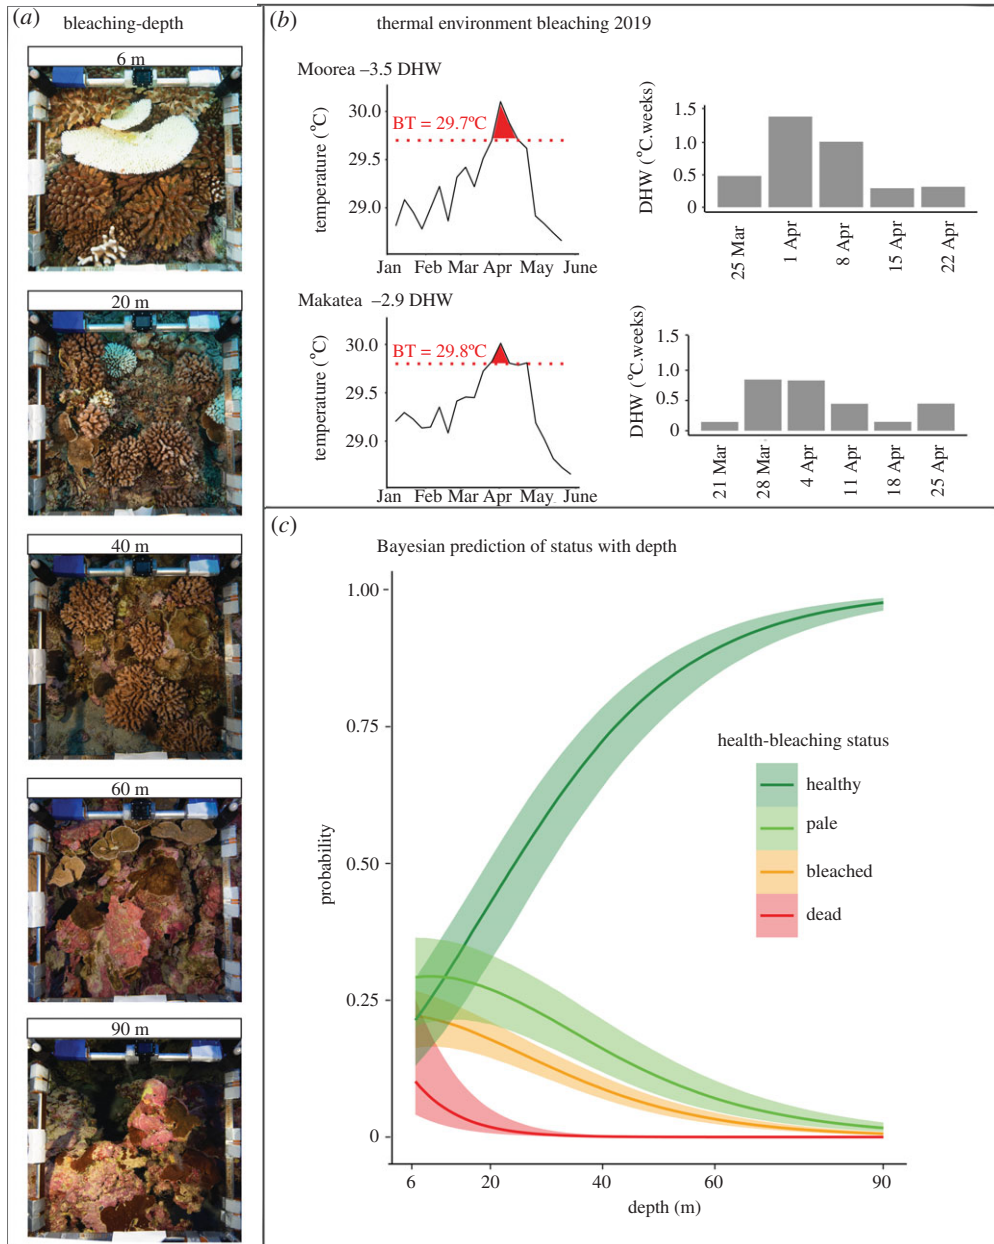 (a)
bleaching-depth
6 m
20 m
40 m
60 m
90 m
(b)
thermal environment bleaching 2019
Moorea –3.5 DHW
temperature (°C)
30.0
29.5
29.0
BT = 29.7°C
Jan Feb Mar Apr May June
DHW (°C.weeks)
1.5
1.0
0.5
0
25 Mar
1 Apr
8 Apr
15 Apr
22 Apr
Makatea –2.9 DHW
temperature (°C)
30.0
29.5
29.0
BT = 29.8°C
Jan Feb Mar Apr May June
DHW (°C.weeks)
1.5
1.0
0.5
0
21 Mar
28 Mar
4 Apr
11 Apr
18 Apr
25 Apr
(c)
Bayesian prediction of status with depth
probability
1.00
0.75
0.50
0.25
0
health-bleaching status
healthy
pale
bleached
dead
6 20 40 60 90
depth (m)